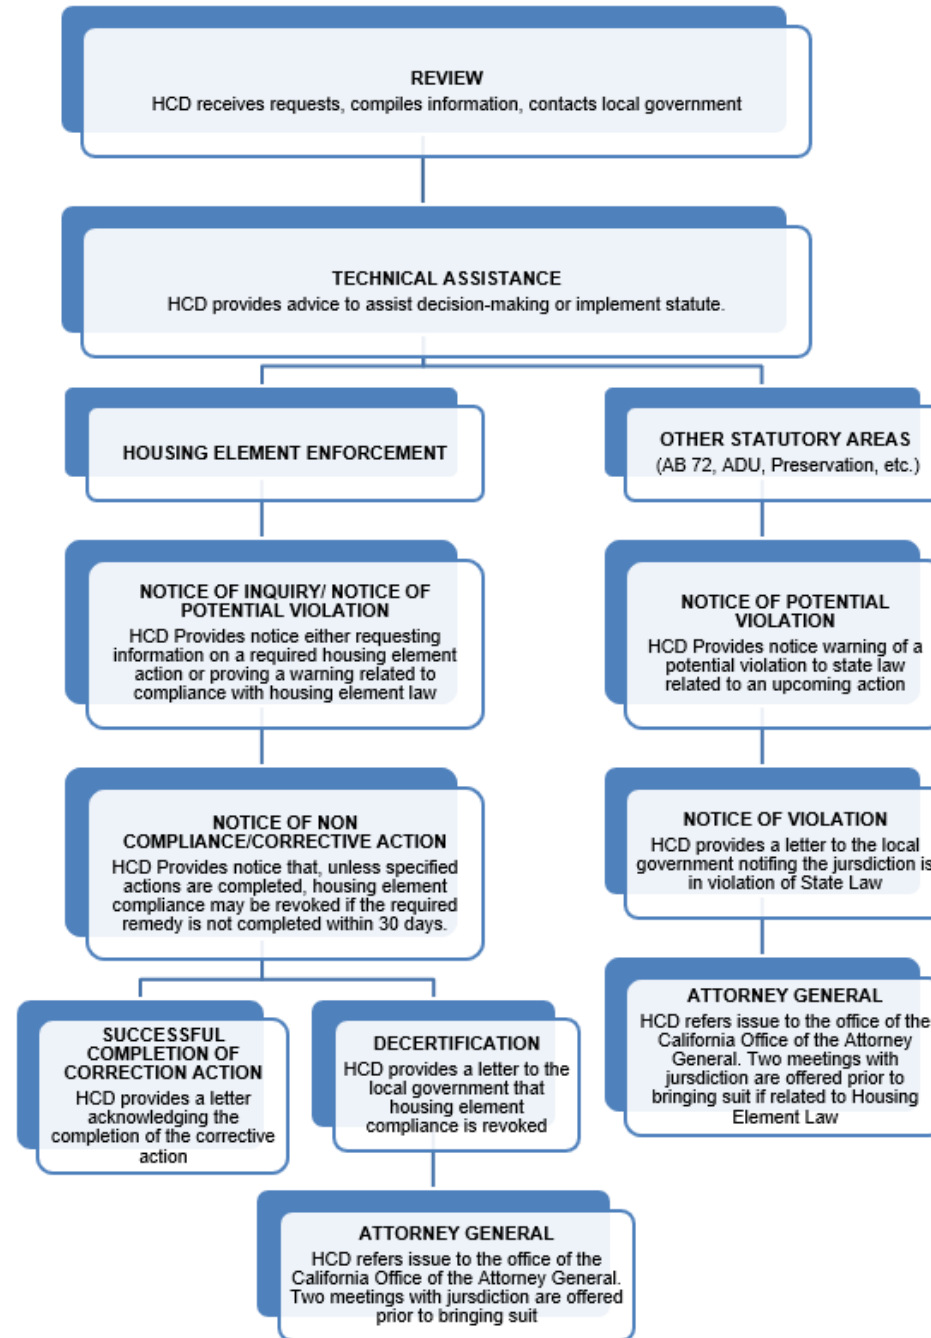 REVIEW
HCD receives requests, compiles information, contacts local government
TECHNICAL ASSISTANCE
HCD provides advice to assist decision-making or implement statute.
HOUSING ELEMENT ENFORCEMENT
OTHER STATUTORY AREAS
(AB 72, ADU, Preservation, etc.)
NOTICE OF INQUIRY/ NOTICE OF
POTENTIAL VIOLATION
HCD Provides notice either requesting
information on a required housing element
action or proving a warning related to
compliance with housing element law
NOTICE OF POTENTIAL
VIOLATION
HCD Provides notice warning of a
potential violation to state law
related to an upcoming action
NOTICE OF NON
COMPLIANCE/CORRECTIVE ACTION
HCD Provides notice that, unless specified
actions are completed, housing element
compliance may be revoked if the required
remedy is not completed within 30 days.
NOTICE OF VIOLATION
HCD provides a letter to the local
government notifing the jursdiction is
in violation of State Law
SUCCESSFUL
COMPLETION OF
CORRECTION ACTION
HCD provides a letter
acknowledging the
completion of the corrective
action
DECERTIFICATION
HCD provides a letter to the
local government that
housing element
compliance is revoked
ATTORNEY GENERAL
HCD refers issue to the office of the
California Office of the Attorney
General. Two meetings with
jursdiction are offered prior to
bringing suit if related to Housing
Element Law
ATTORNEY GENERAL
HCD refers issue to the office of the
California Office of the Attorney General.
Two meetings with jursdiction are offered
prior to bringing suit